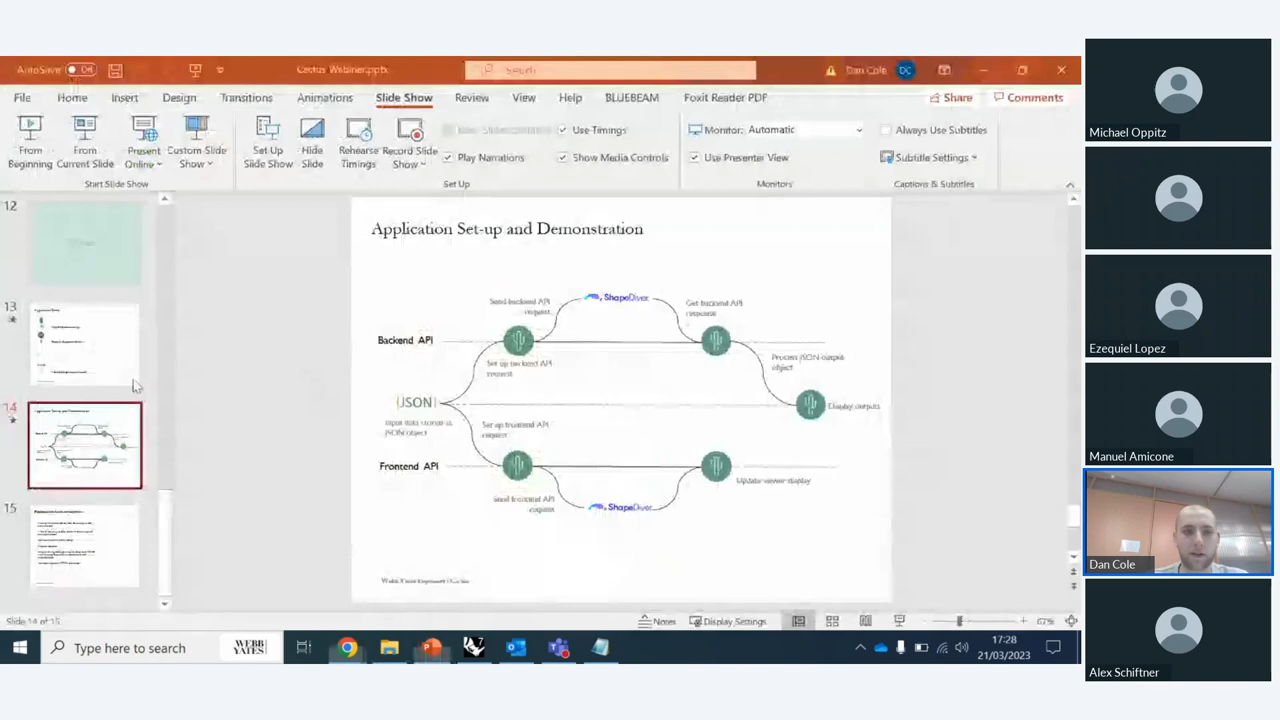 AutoSave Off
Cactus Webinar.pptx
Search
Dan Cole DC
File Home Insert Design Transitions Animations Slide Show Review View Help BLUEBEAM Foxit Reader PDF
Share Comments
From Beginning
From Current Slide
Present Online
Custom Slide Show
Start Slide Show
Set Up Slide Show
Hide Slide
Rehearse Timings
Record Slide Show
Use Timings
Play Narrations
Show Media Controls
Set Up
Monitor: Automatic
Use Presenter View
Monitors
Always Use Subtitles
Subtitle Settings
Captions & Subtitles
12
13
14
15
Application Set-up and Demonstration
Send backend API
request
ShapeDiver
Get backend API
response
Backend API
Set up backend API
request
Process JSON output
object
{JSON}
Display outputs
JSON object
Set up frontend API
request
Frontend API
Send frontend API
request
ShapeDiver
Update viewer display
Slide 14 of 15
Notes
Display Settings
67%
Type here to search
WEBB
YATES
17:28
21/03/2023
Michael Oppitz
Ezequiel Lopez
Manuel Amicone
Dan Cole
Alex Schiftner